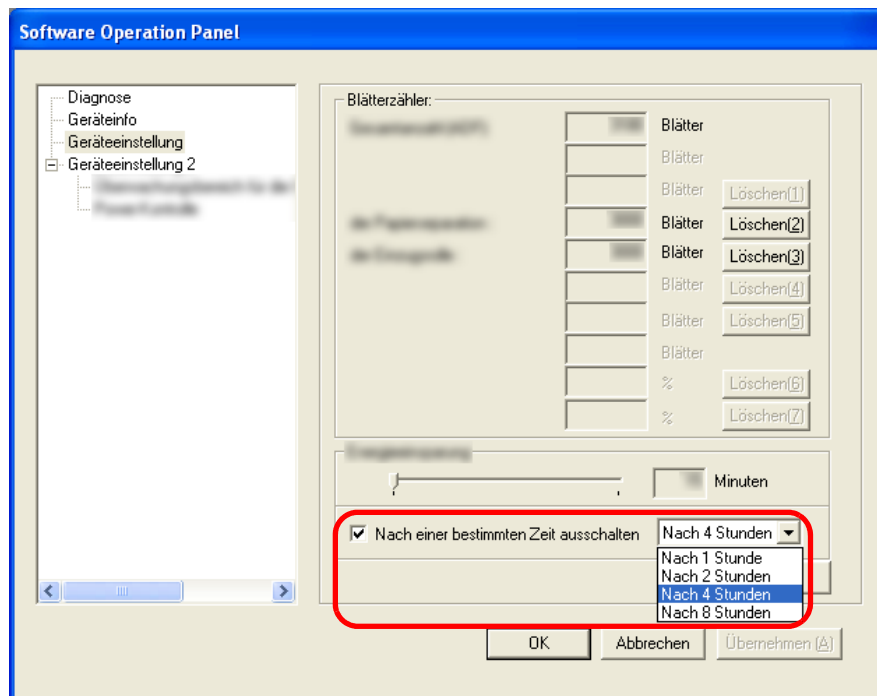 Software Operation Panel
Diagnose
Geräteinfo
Geräteeinstellung
Geräteeinstellung 2
Blätterzähler:
Blätter
Blätter
Blätter Löschen(1)
Blätter Löschen(2)
Blätter Löschen(3)
Blätter Löschen(4)
Blätter Löschen(5)
Blätter
% Löschen(6)
% Löschen(7)
Minuten
Nach einer bestimmten Zeit ausschalten Nach 4 Stunden
Nach 1 Stunde
Nach 2 Stunden
Nach 4 Stunden
Nach 8 Stunden
OK Abbrechen Übernehmen (A)